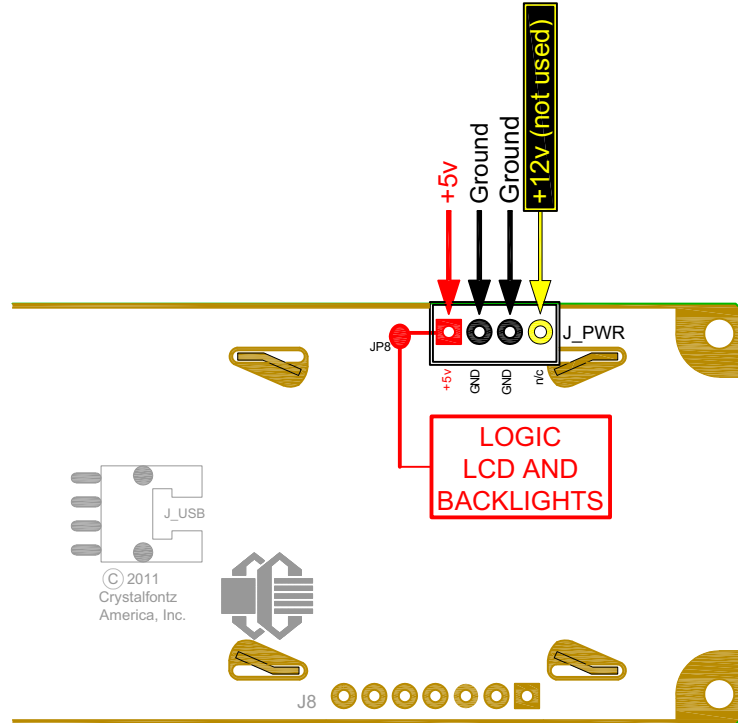 +5v
Ground
Ground
+12v (not used)
JP8
J_PWR
+5v
GND
GND
n/c
LOGIC
LCD AND
BACKLIGHTS
J_USB
© 2011
Crystalfontz
America, Inc.
J8